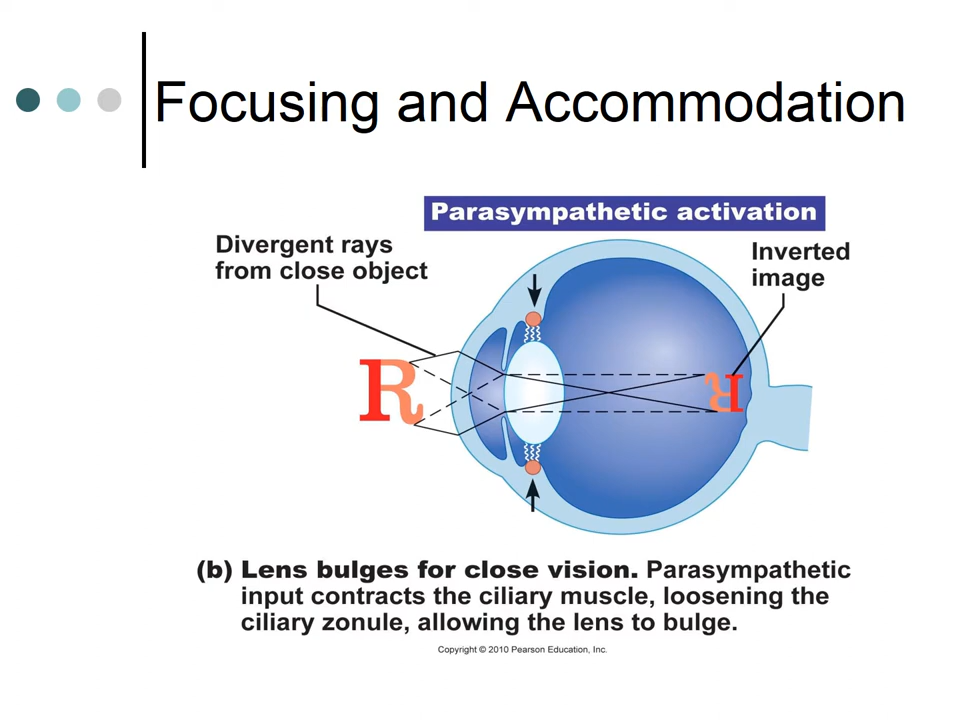 Focusing and Accommodation
Parasympathetic activation
Divergent rays
from close object
Inverted
image
R
(b) Lens bulges for close vision. Parasympathetic
input contracts the ciliary muscle, loosening the
ciliary zonule, allowing the lens to bulge.
Copyright © 2010 Pearson Education, Inc.